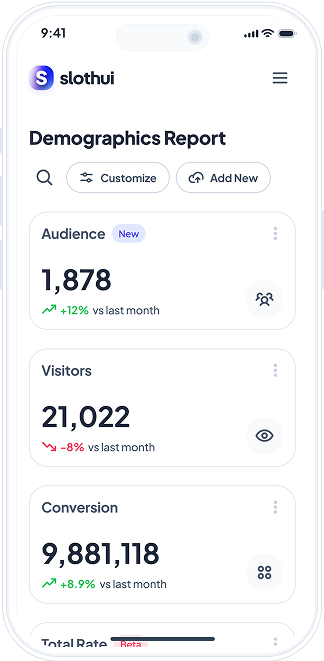 9:41
S slothui
Demographics Report
Customize Add New
Audience New
1,878
+12% vs last month
Visitors
21,022
-8% vs last month
Conversion
9,881,118
+8.9% vs last month
Total Rate Beta